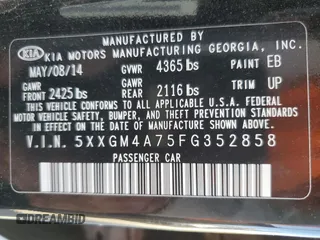 MANUFACTURED BY
KIA KIA MOTORS MANUFACTURING GEORGIA, INC.
MAY/08/14 GVWR 4365 lbs PAINT EB
GAWR FRONT 2425 lbs GAWR REAR 2116 lbs TRIM UP
THIS VEHICLE CONFORMS TO ALL APPLICABLE U.S.A. FEDERAL
MOTOR VEHICLE SAFETY, BUMPER, AND THEFT PREVENTION
STANDARDS IN EFFECT ON THE DATE OF MANUFACTURE SHOWN ABOVE.
V.I.N. 5XXGM4A75FG352858
PASSENGER CAR
DREAMBID